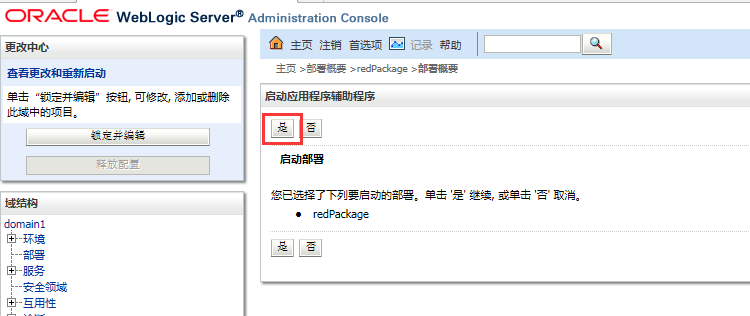 ORACLE WebLogic Server® Administration Console
更改中心
查看更改和重新启动
单击“锁定并编辑”按钮, 可修改, 添加或删除
此域中的项目。
锁定并编辑
释放配置
域结构
domain1
环境
部署
服务
安全领域
互用性
主页 注销 首选项 记录 帮助
主页 >部署概要 >redPackage >部署概要
启动应用程序辅助程序
是 否
启动部署
您已选择了下列要启动的部署。单击 '是' 继续, 或单击 '否' 取消。
redPackage
是 否